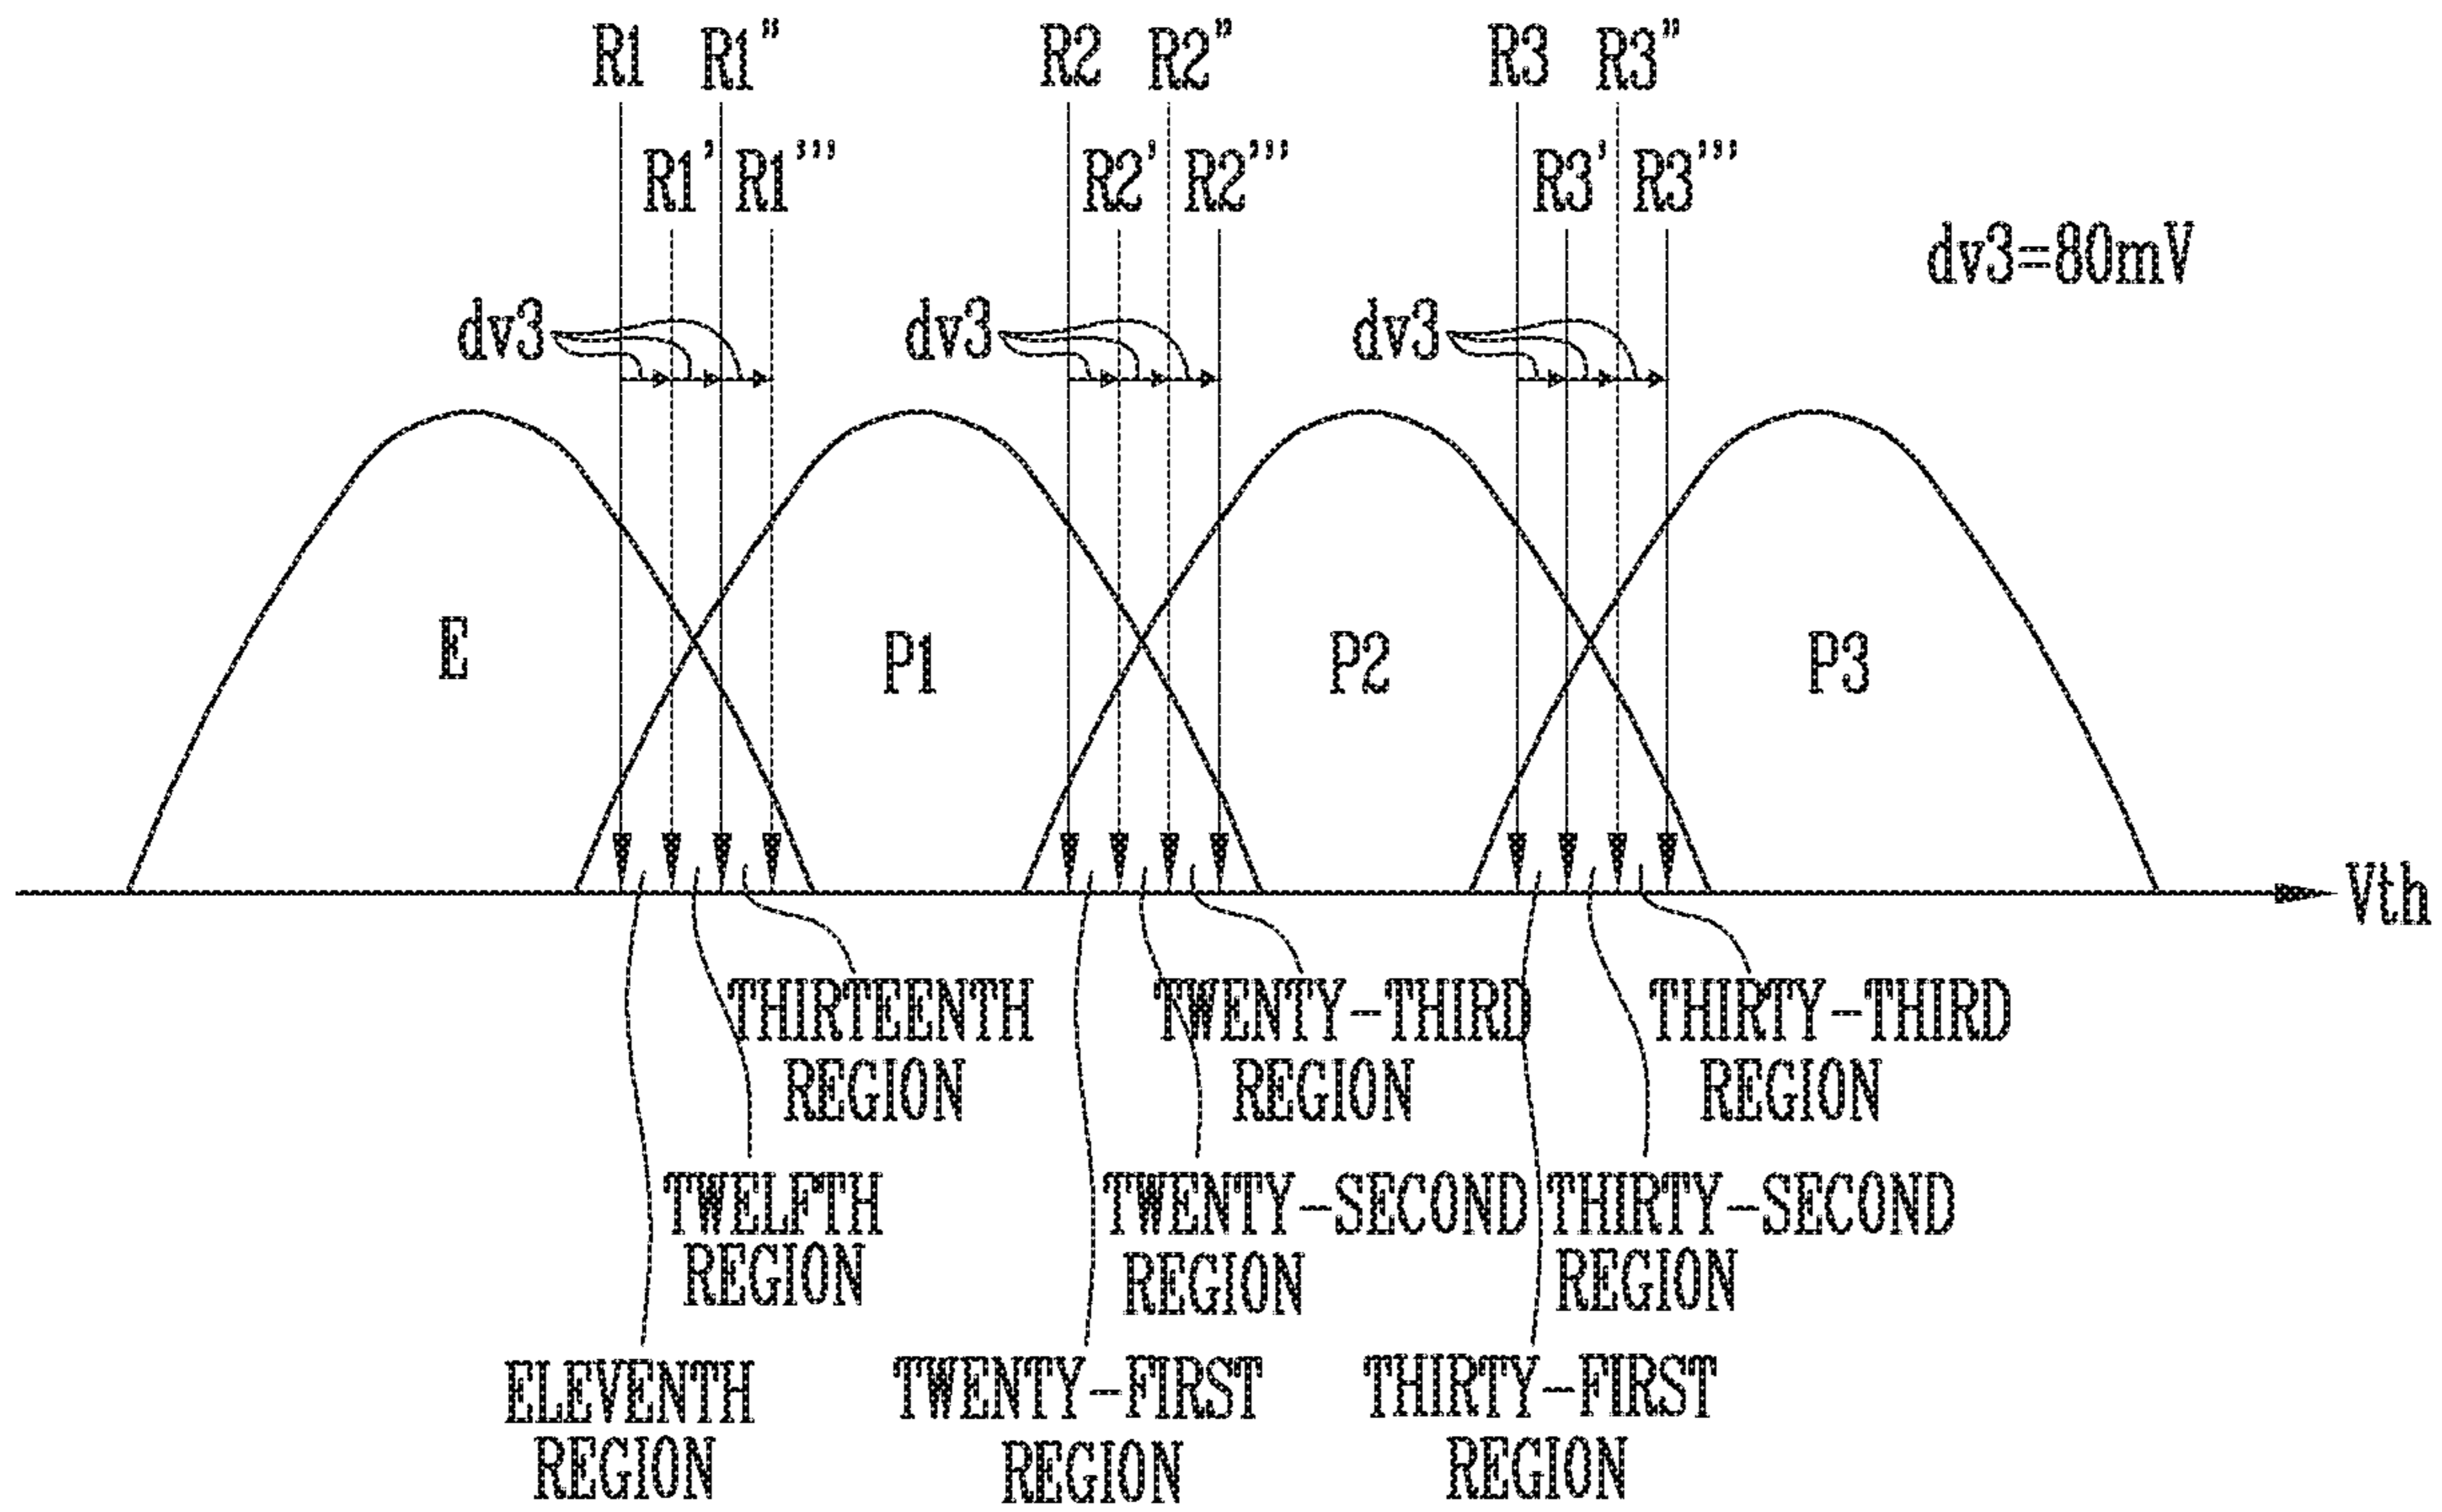 R1 R1" R2 R2" R3 R3"
R1' R1''' R2' R2''' R3' R3'''
dv3=80mV
dv3 dv3 dv3
E P1 P2 P3
Vth
THIRTEENTH TWENTY-THIRD THIRTY-THIRD
REGION REGION REGION
TWELFTH TWENTY-SECOND THIRTY-SECOND
REGION REGION REGION
ELEVENTH TWENTY-FIRST THIRTY-FIRST
REGION REGION REGION